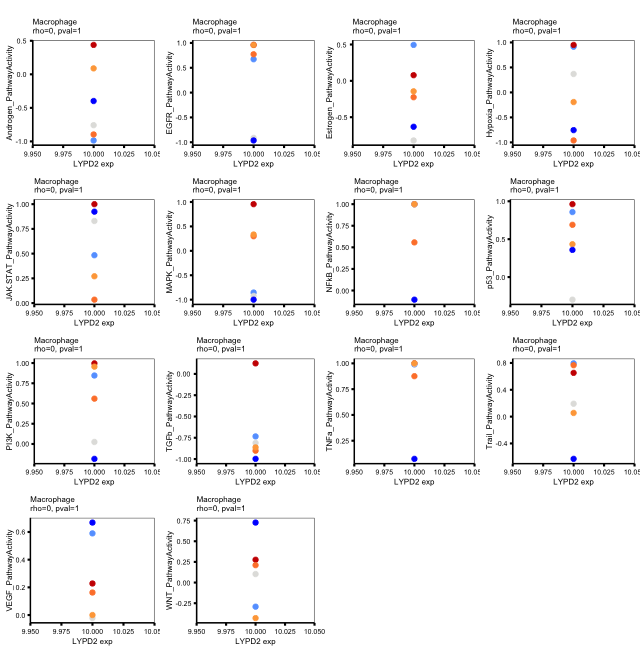 Macrophage
rho=0, pval=1
Androgen_PathwayActivity
0.5
0.0
-0.5
-1.0
9.950 9.975 10.000 10.025 10.05
LYPD2 exp
Macrophage
rho=0, pval=1
EGFR_PathwayActivity
1.0
0.5
0.0
-0.5
-1.0
9.950 9.975 10.000 10.025 10.05
LYPD2 exp
Macrophage
rho=0, pval=1
Estrogen_PathwayActivity
0.5
0.0
-0.5
9.950 9.975 10.000 10.025 10.05
LYPD2 exp
Macrophage
rho=0, pval=1
Hypoxia_PathwayActivity
1.0
0.5
0.0
-0.5
-1.0
9.950 9.975 10.000 10.025 10.05
LYPD2 exp
Macrophage
rho=0, pval=1
JAK.STAT_PathwayActivity
1.00
0.75
0.50
0.25
0.00
9.950 9.975 10.000 10.025 10.05
LYPD2 exp
Macrophage
rho=0, pval=1
MAPK_PathwayActivity
1.0
0.5
0.0
-0.5
-1.0
9.950 9.975 10.000 10.025 10.05
LYPD2 exp
Macrophage
rho=0, pval=1
NFkB_PathwayActivity
1.00
0.75
0.50
0.25
0.00
9.950 9.975 10.000 10.025 10.05
LYPD2 exp
Macrophage
rho=0, pval=1
p53_PathwayActivity
1.0
0.5
0.0
9.950 9.975 10.000 10.025 10.05
LYPD2 exp
Macrophage
rho=0, pval=1
PI3K_PathwayActivity
1.00
0.75
0.50
0.25
0.00
9.950 9.975 10.000 10.025 10.05
LYPD2 exp
Macrophage
rho=0, pval=1
TGFb_PathwayActivity
0.00
-0.25
-0.50
-0.75
-1.00
9.950 9.975 10.000 10.025 10.05
LYPD2 exp
Macrophage
rho=0, pval=1
TNFa_PathwayActivity
1.00
0.75
0.50
0.25
9.950 9.975 10.000 10.025 10.05
LYPD2 exp
Macrophage
rho=0, pval=1
Trail_PathwayActivity
0.8
0.4
0.0
-0.4
9.950 9.975 10.000 10.025 10.05
LYPD2 exp
Macrophage
rho=0, pval=1
VEGF_PathwayActivity
0.6
0.4
0.2
0.0
9.950 9.975 10.000 10.025 10.05
LYPD2 exp
Macrophage
rho=0, pval=1
WNT_PathwayActivity
0.75
0.50
0.25
0.00
-0.25
9.950 9.975 10.000 10.025 10.050
LYPD2 exp